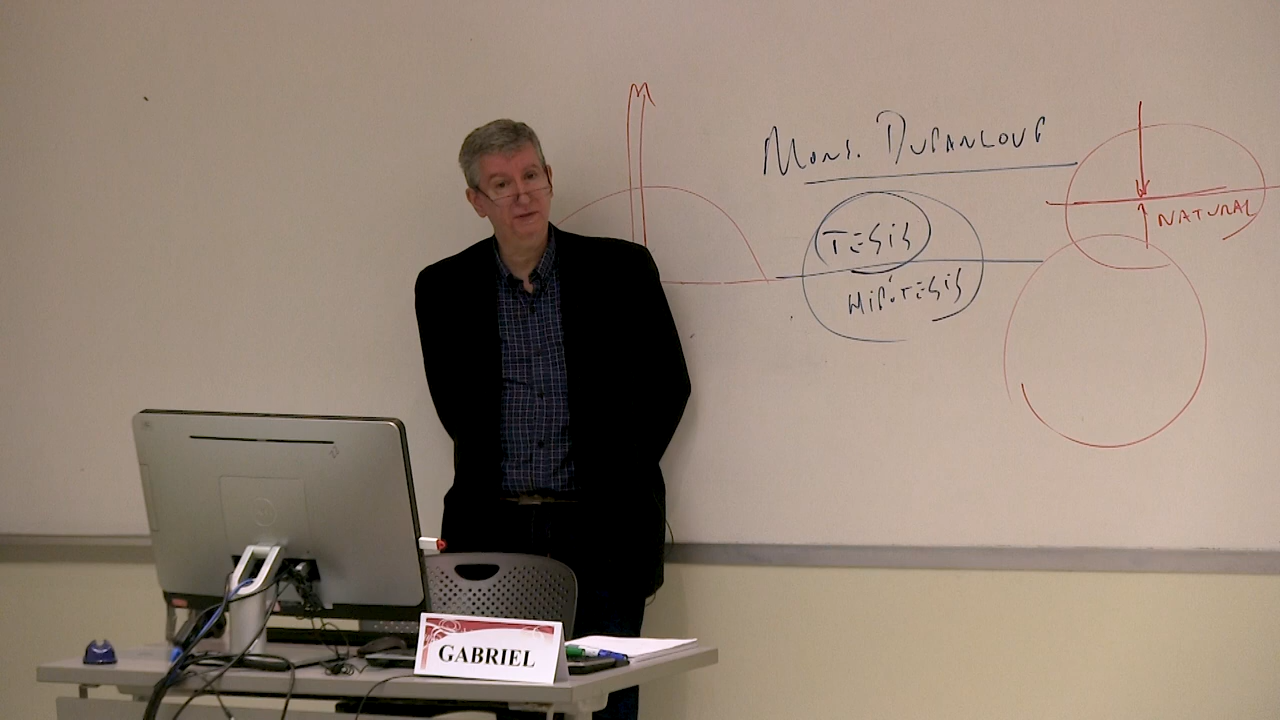 Mons. Dupanloup
TESIS
HIPÓTESIS
NATURAL
GABRIEL